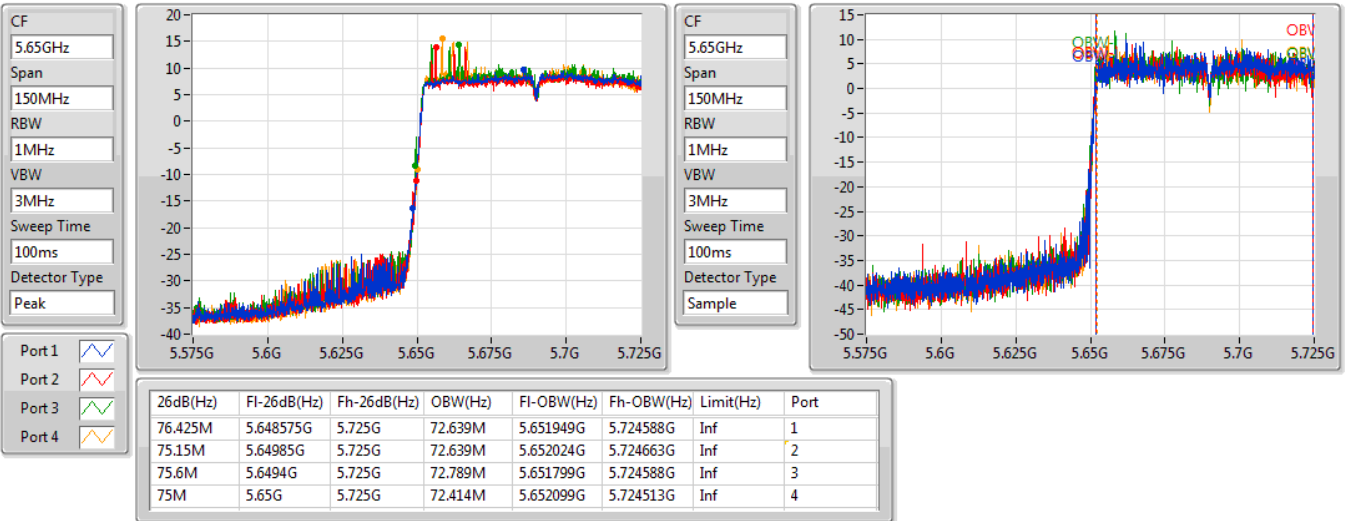 CF
5.65GHz
Span
150MHz
RBW
1MHz
VBW
3MHz
Sweep Time
100ms
Detector Type
Peak
20
15
10
5
0
-5
-10
-15
-20
-25
-30
-35
-40
5.575G 5.6G 5.625G 5.65G 5.675G 5.7G 5.725G
CF
5.65GHz
Span
150MHz
RBW
1MHz
VBW
3MHz
Sweep Time
100ms
Detector Type
Sample
15
10
5
0
-5
-10
-15
-20
-25
-30
-35
-40
-45
-50
5.575G 5.6G 5.625G 5.65G 5.675G 5.7G 5.725G
OBW
OBW
Port 1
Port 2
Port 3
Port 4
26dB(Hz) Fl-26dB(Hz) Fh-26dB(Hz) OBW(Hz) Fl-OBW(Hz) Fh-OBW(Hz) Limit(Hz) Port
76.425M 5.648575G 5.725G 72.639M 5.651949G 5.724588G Inf 1
75.15M 5.64985G 5.725G 72.639M 5.652024G 5.724663G Inf 2
75.6M 5.6494G 5.725G 72.789M 5.651799G 5.724588G Inf 3
75M 5.65G 5.725G 72.414M 5.652099G 5.724513G Inf 4